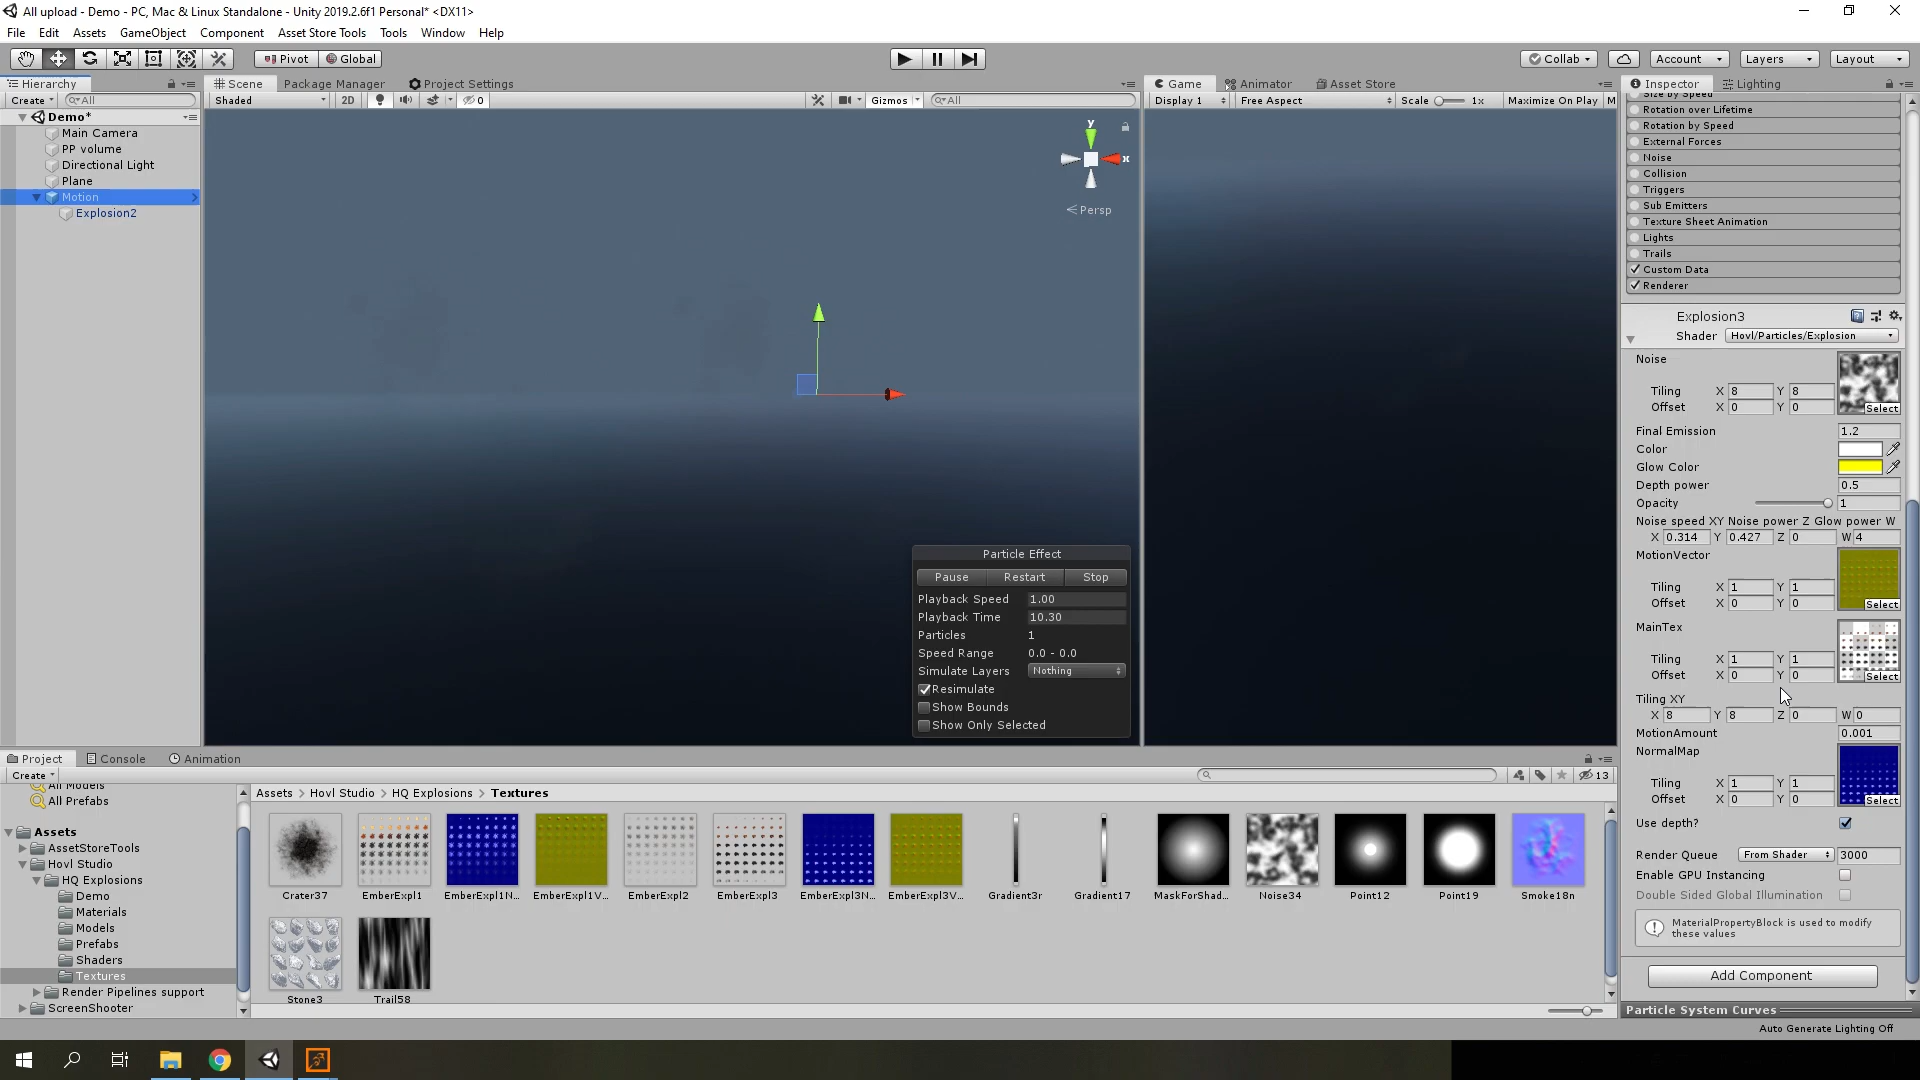 All upload - Demo - PC, Mac & Linux Standalone - Unity 2019.2.6f1 Personal* <DX11>
File Edit Assets GameObject Component Asset Store Tools Tools Window Help
Pivot Global Collab Account Layers Layout
Hierarchy Scene Package Manager Project Settings Game Animator Asset Store Inspector Lighting
Create All Shaded 2D 0 Gizmos All Display 1 Free Aspect Scale 1x Maximize On Play M
Demo*
Main Camera
PP volume
Directional Light
Plane
Motion
Explosion2
y
x
Persp
Particle Effect
Pause Restart Stop
Playback Speed 1.00
Playback Time 10.30
Particles 1
Speed Range 0.0 - 0.0
Simulate Layers Nothing
Resimulate
Show Bounds
Show Only Selected
Size by Speed
Rotation over Lifetime
Rotation by Speed
External Forces
Noise
Collision
Triggers
Sub Emitters
Texture Sheet Animation
Lights
Trails
Custom Data
Renderer
Explosion3
Shader Hovl/Particles/Explosion
Noise
Tiling X 8 Y 8
Offset X 0 Y 0 Select
Final Emission 1.2
Color
Glow Color
Depth power 0.5
Opacity 1
Noise speed XY Noise power Z Glow power W
X 0.314 Y 0.427 Z 0 W 4
MotionVector
Tiling X 1 Y 1
Offset X 0 Y 0 Select
MainTex
Tiling X 1 Y 1
Offset X 0 Y 0 Select
Tiling XY
X 8 Y 8 Z 0 W 0
MotionAmount 0.001
NormalMap
Tiling X 1 Y 1
Offset X 0 Y 0 Select
Use depth?
Render Queue From Shader 3000
Enable GPU Instancing
Double Sided Global Illumination
MaterialPropertyBlock is used to modify
these values
Add Component
Particle System Curves
Auto Generate Lighting Off
Project Console Animation
Create 13
All Models
All Prefabs
Assets
AssetStoreTools
Hovl Studio
HQ Explosions
Demo
Materials
Models
Prefabs
Shaders
Textures
Render Pipelines support
ScreenShooter
Assets > Hovl Studio > HQ Explosions > Textures
Crater37 EmberExpl1 EmberExpl1N... EmberExpl1V... EmberExpl2 EmberExpl3 EmberExpl3N... EmberExpl3V... Gradient3r Gradient17 MaskForShad... Noise34 Point12 Point19 Smoke18n
Stone3 Trail58